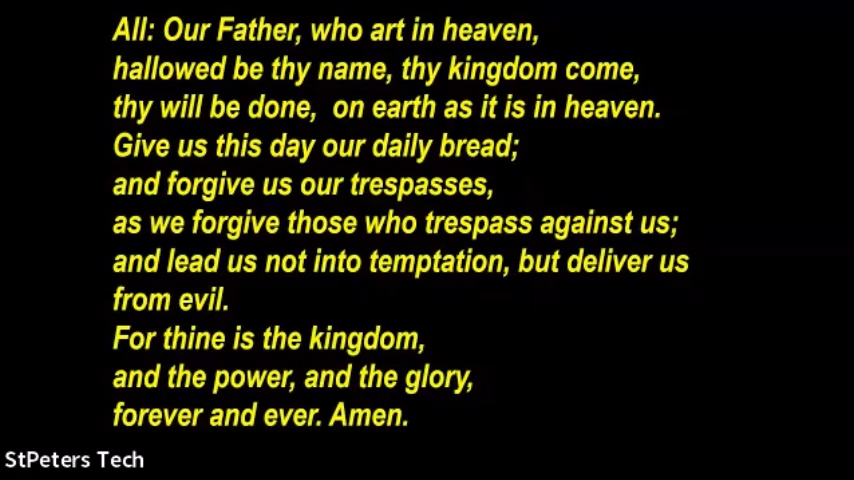 All: Our Father, who art in heaven,
hallowed be thy name, thy kingdom come,
thy will be done,  on earth as it is in heaven.
Give us this day our daily bread;
and forgive us our trespasses,
as we forgive those who trespass against us;
and lead us not into temptation, but deliver us
from evil.
For thine is the kingdom,
and the power, and the glory,
forever and ever. Amen.
StPeters Tech